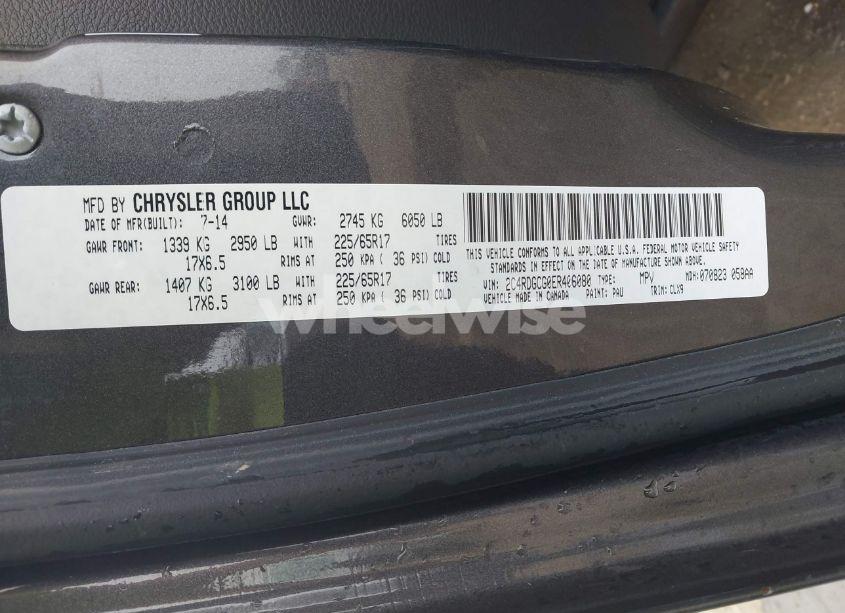 MFD BY CHRYSLER GROUP LLC
DATE OF MFR(BUILT): 7-14 GVWR: 2745 KG 6050 LB
GAWR FRONT: 1339 KG 2950 LB WITH 225/65R17 TIRES
17X6.5 RIMS AT 250 KPA ( 36 PSI) COLD
GAWR REAR: 1407 KG 3100 LB WITH 225/65R17 TIRES
17X6.5 RIMS AT 250 KPA ( 36 PSI) COLD
THIS VEHICLE CONFORMS TO ALL APPLICABLE U.S.A. FEDERAL MOTOR VEHICLE SAFETY
STANDARDS IN EFFECT ON THE DATE OF MANUFACTURE SHOWN ABOVE.
VIN: 2C4RDGCG0ER406080 TYPE: MPV MDH: 070823 058AA
VEHICLE MADE IN CANADA PAINT: PAU TRIM: CLX9
wheelwise